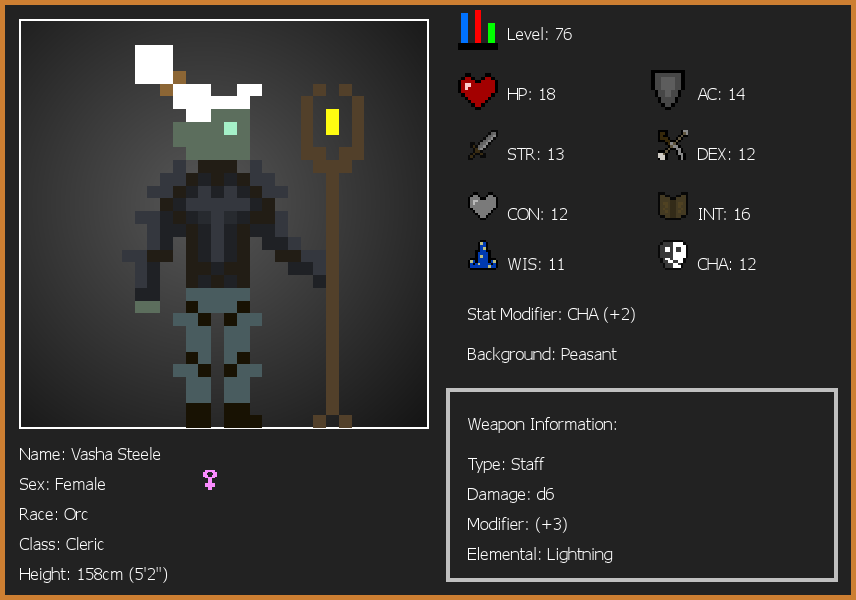 Level: 76
HP: 18
AC: 14
STR: 13
DEX: 12
CON: 12
INT: 16
WIS: 11
CHA: 12
Stat Modifier: CHA (+2)
Background: Peasant
Weapon Information:
Type: Staff
Damage: d6
Modifier: (+3)
Elemental: Lightning
Name: Vasha Steele
Sex: Female
Race: Orc
Class: Cleric
Height: 158cm (5'2")